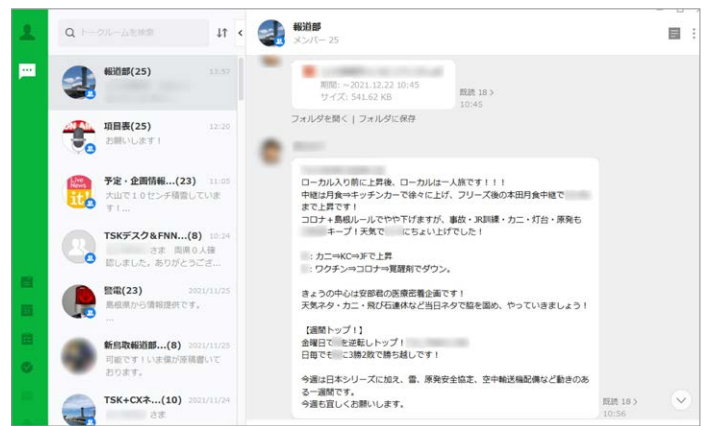 トークルームを検索
報道部(25) 13:57
項目表(25) 12:20
お願いします！
予定・企画情報...(23) 11:05
大山で１０センチ積雪していま
す！...
TSKデスク＆FNN...(8) 10:24
さま 両県０人確
認しました。ありがとうござ...
警電(23) 2021/11/25
島根県から情報提供です。
...
新鳥取報道部...(8) 2021/11/25
可能です！いま僕が原稿書いて
おります。
TSK+CXネ...(10) 2021/11/24
さま
報道部
メンバー 25
期間: ~2021.12.22 10:45
サイズ: 541.62 KB
既読 18
10:45
フォルダを開く | フォルダに保存
ローカル入り前に上昇後、ローカルは一人旅です！！！
中継は月食⇒キッチンカーで徐々に上げ、フリーズ後の本田月食中継で
まで上昇です！
コロナ＋島根ルールでやや下げますが、事故・JR訓練・カニ・灯台・原発も
キープ！天気で にちょい上げでした！
：カニ⇒KC⇒JFで上昇
：ワクチン⇒コロナ⇒覚醒剤でダウン。
きょうの中心は安部君の医療密着企画です！
天気ネタ・カニ・飛び石連休など当日ネタで脇を固め、やっていきましょう！
【週間トップ！】
金曜日で を逆転しトップ！
日毎でも に3勝2敗で勝ち越しです！
今週は日本シリーズに加え、雪、原発安全協定、空中輸送機配備など動きのあ
る一週間です。
今週も宜しくお願いします。
既読 18
10:56
Live News it!
ON AIR